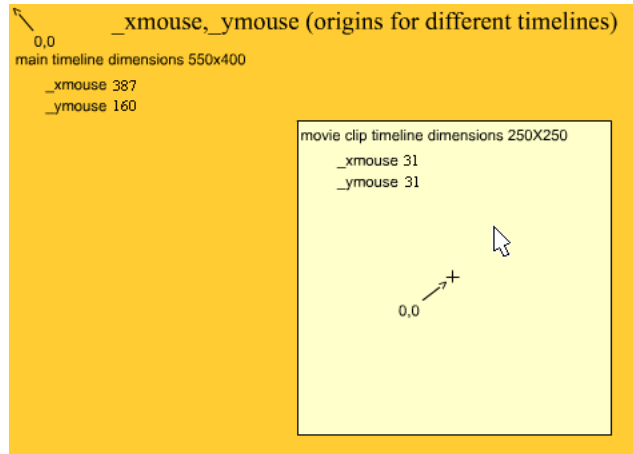 _xmouse,_ymouse (origins for different timelines)
0,0
main timeline dimensions 550x400
_xmouse 387
_ymouse 160
movie clip timeline dimensions 250X250
_xmouse 31
_ymouse 31
0,0